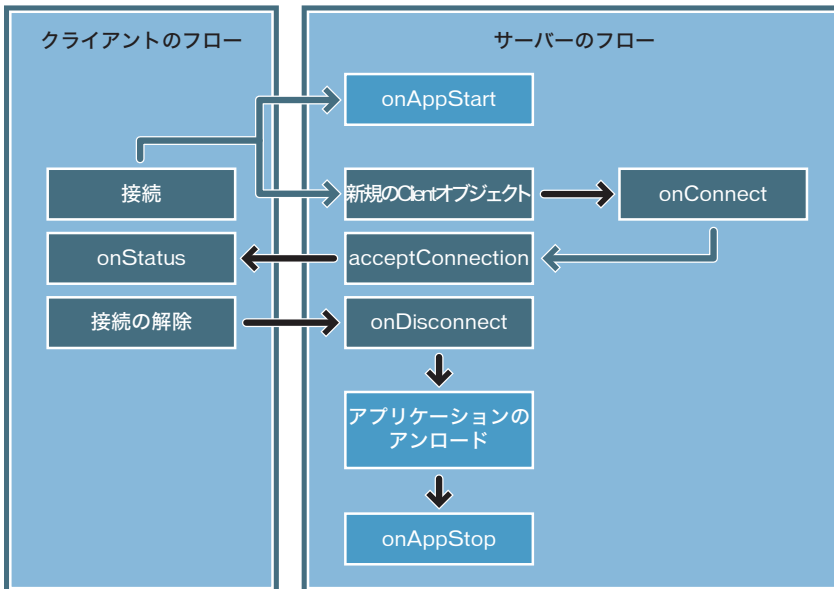 クライアントのフロー
サーバーのフロー
onAppStart
接続
新規のClientオブジェクト
onConnect
onStatus
acceptConnection
接続の解除
onDisconnect
アプリケーションの
アンロード
onAppStop